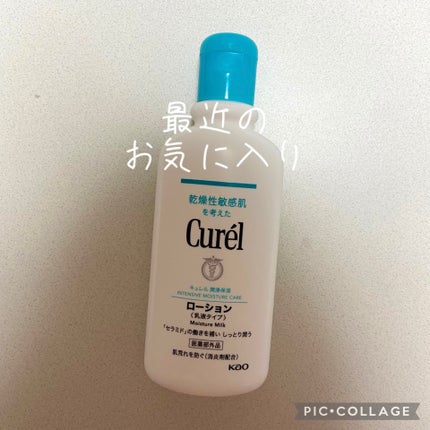 最近の
お気に入り
乾燥性敏感肌
を考えた
Curél
キュレル 潤浸保湿
INTENSIVE MOISTURE CARE
ローション
(乳液タイプ)
Moisture Milk
「セラミド」の働きを補い しっとり潤う
医薬部外品
肌荒れを防ぐ(消炎剤配合)
Kao
PIC•COLLAGE